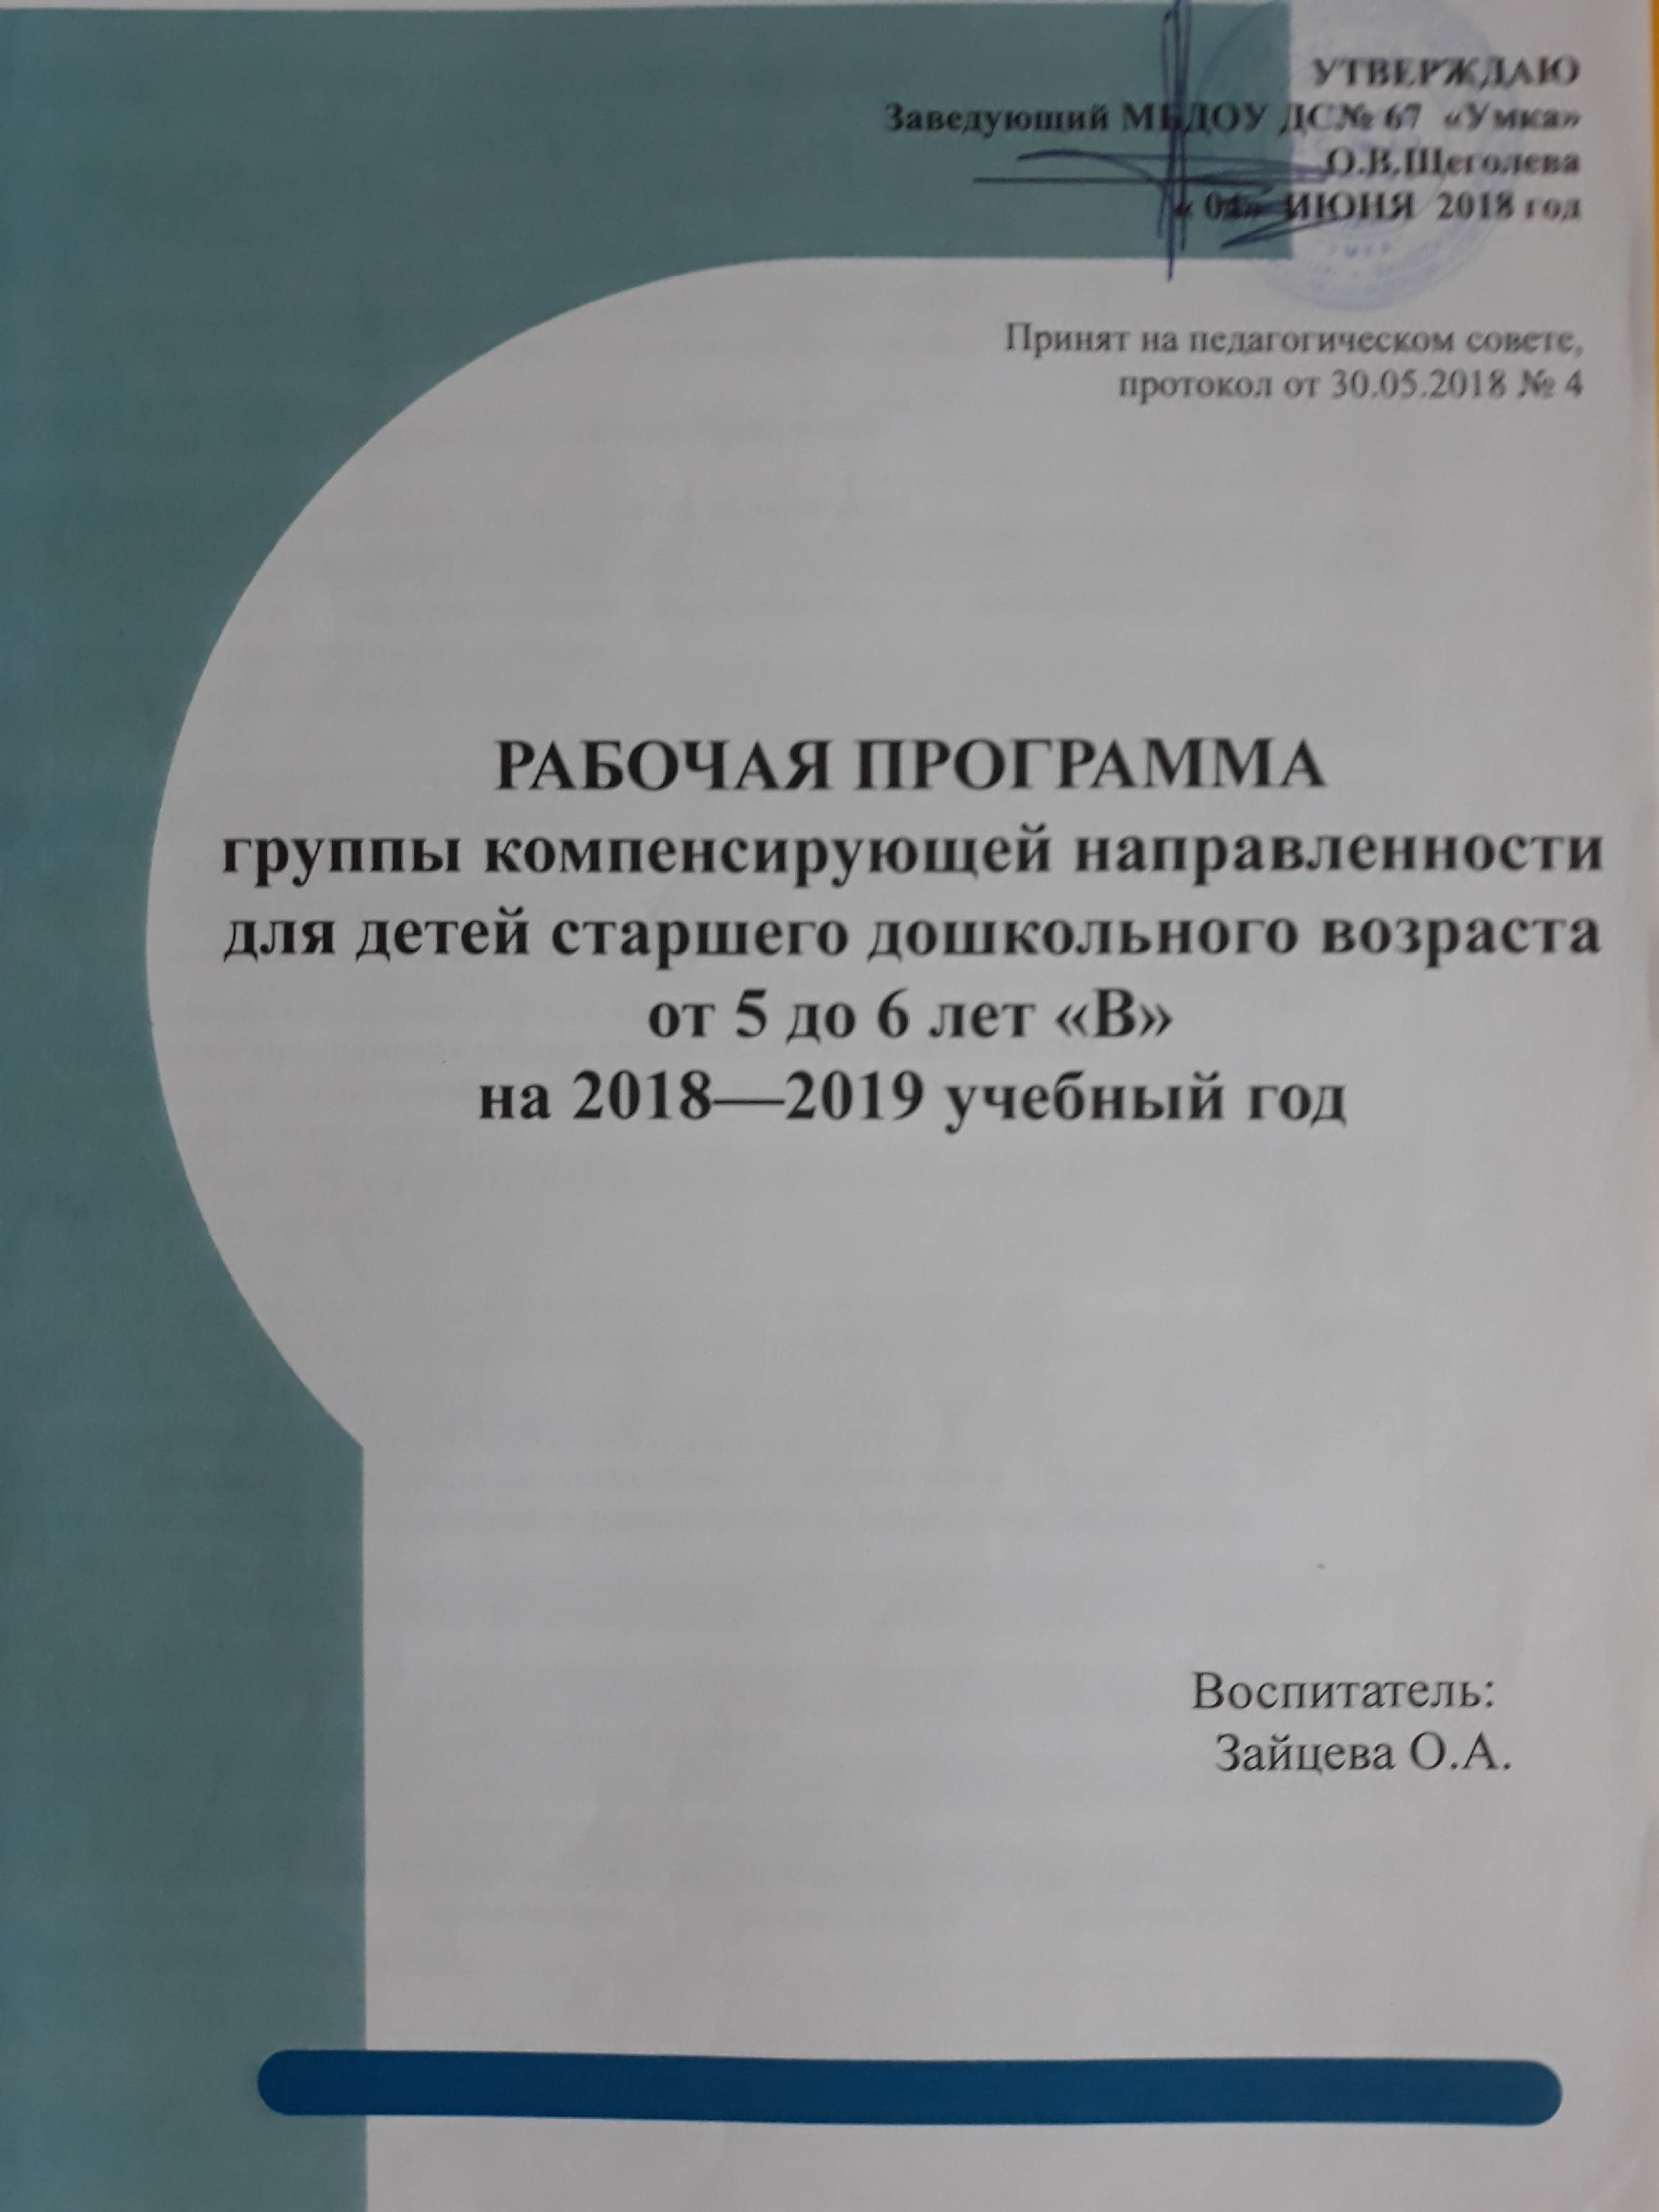 УТВЕРЖДАЮ
Заведующий МБДОУ ДС№ 67 «Умка»
О.В.Щеголева
« 04» ИЮНЯ 2018 год
УМКА
Принят на педагогическом совете,
протокол от 30.05.2018 № 4
РАБОЧАЯ ПРОГРАММА
группы компенсирующей направленности
для детей старшего дошкольного возраста
от 5 до 6 лет «В»
на 2018—2019 учебный год
Воспитатель:
Зайцева О.А.